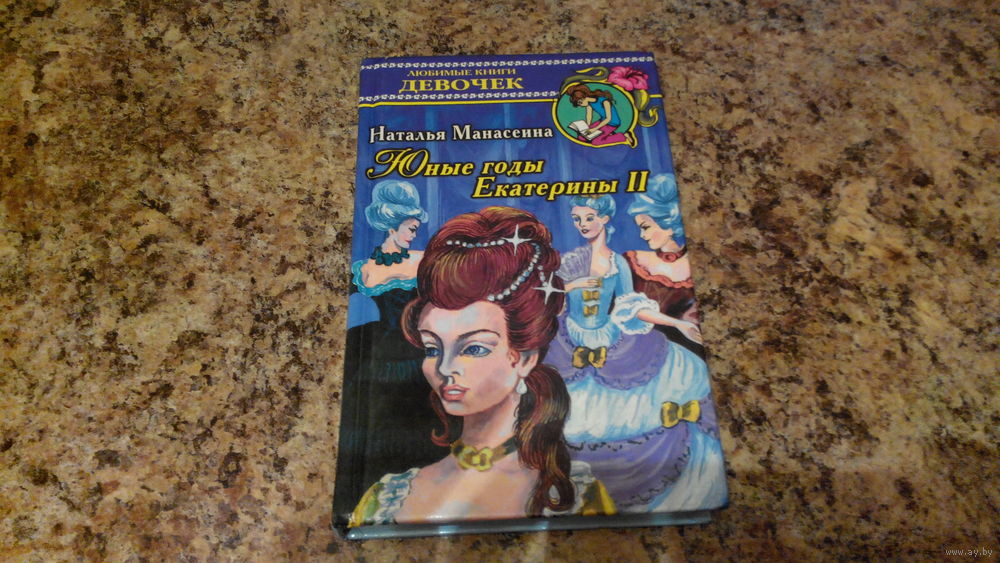 ЛЮБИМЫЕ КНИГИ
ДЕВОЧЕК
Наталья Манасеина
Юные годы
Екатерины II
www.ay.by